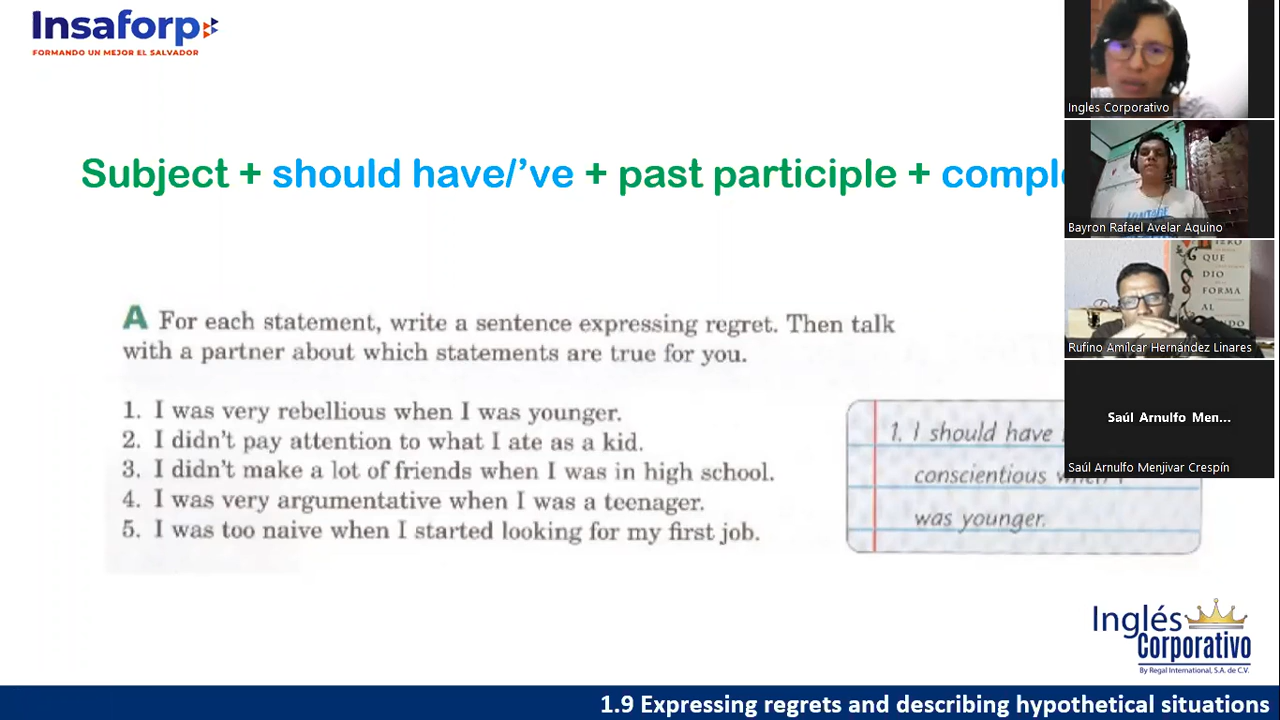 Insaforp
FORMANDO UN MEJOR EL SALVADOR
Subject + should have/'ve + past participle +
A For each statement, write a sentence expressing regret. Then talk
with a partner about which statements are true for you.
1. I was very rebellious when I was younger.
2. I didn't pay attention to what I ate as a kid.
3. I didn't make a lot of friends when I was in high school.
4. I was very argumentative when I was a teenager.
5. I was too naive when I started looking for my first job.
1. I should have
conscientious when I
was younger.
Ingles Corporativo
Bayron Rafael Avelar Aquino
QUE
DIO
FORMA
AL
Rufino Amílcar Hernández Linares
Saúl Arnulfo Men...
Saúl Arnulfo Menjivar Crespín
Inglés
Corporativo
By Regal International, S.A. de C.V.
1.9 Expressing regrets and describing hypothetical situations